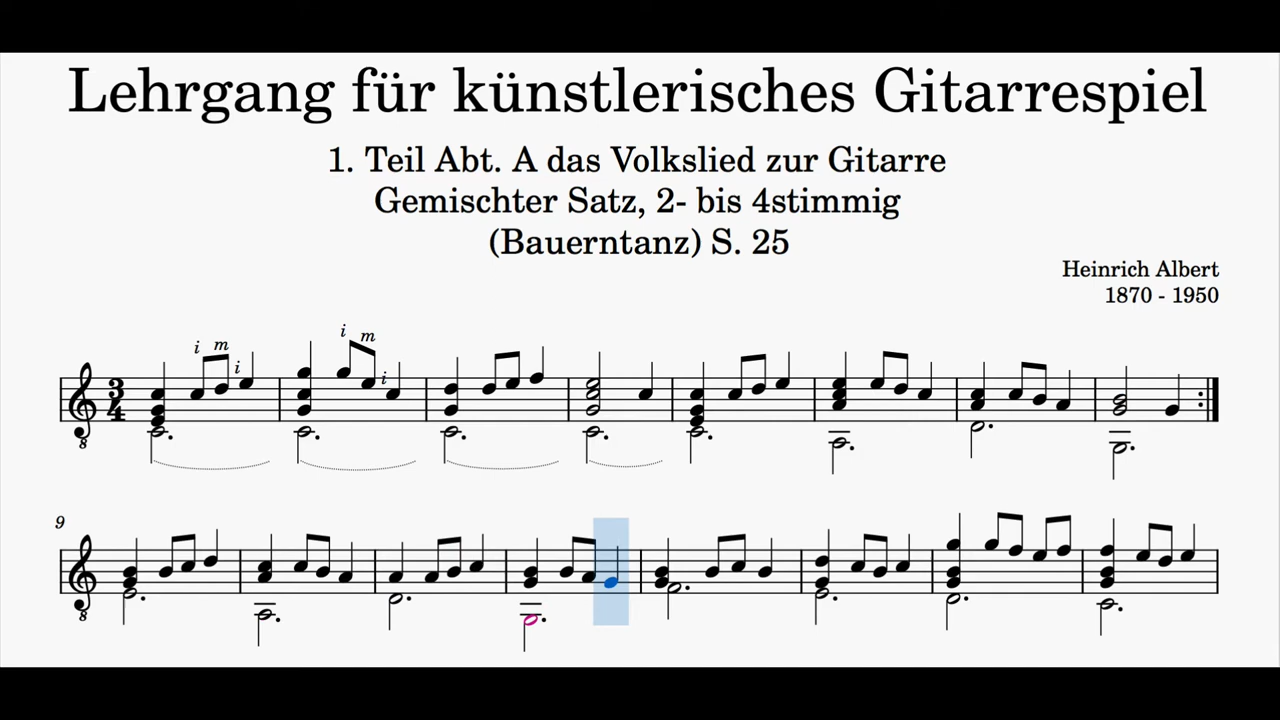 Lehrgang für künstlerisches Gitarrespiel
1. Teil Abt. A das Volkslied zur Gitarre
Gemischter Satz, 2- bis 4stimmig
(Bauerntanz) S. 25
Heinrich Albert
1870 - 1950
i m i i m i
3
4
8
9
8